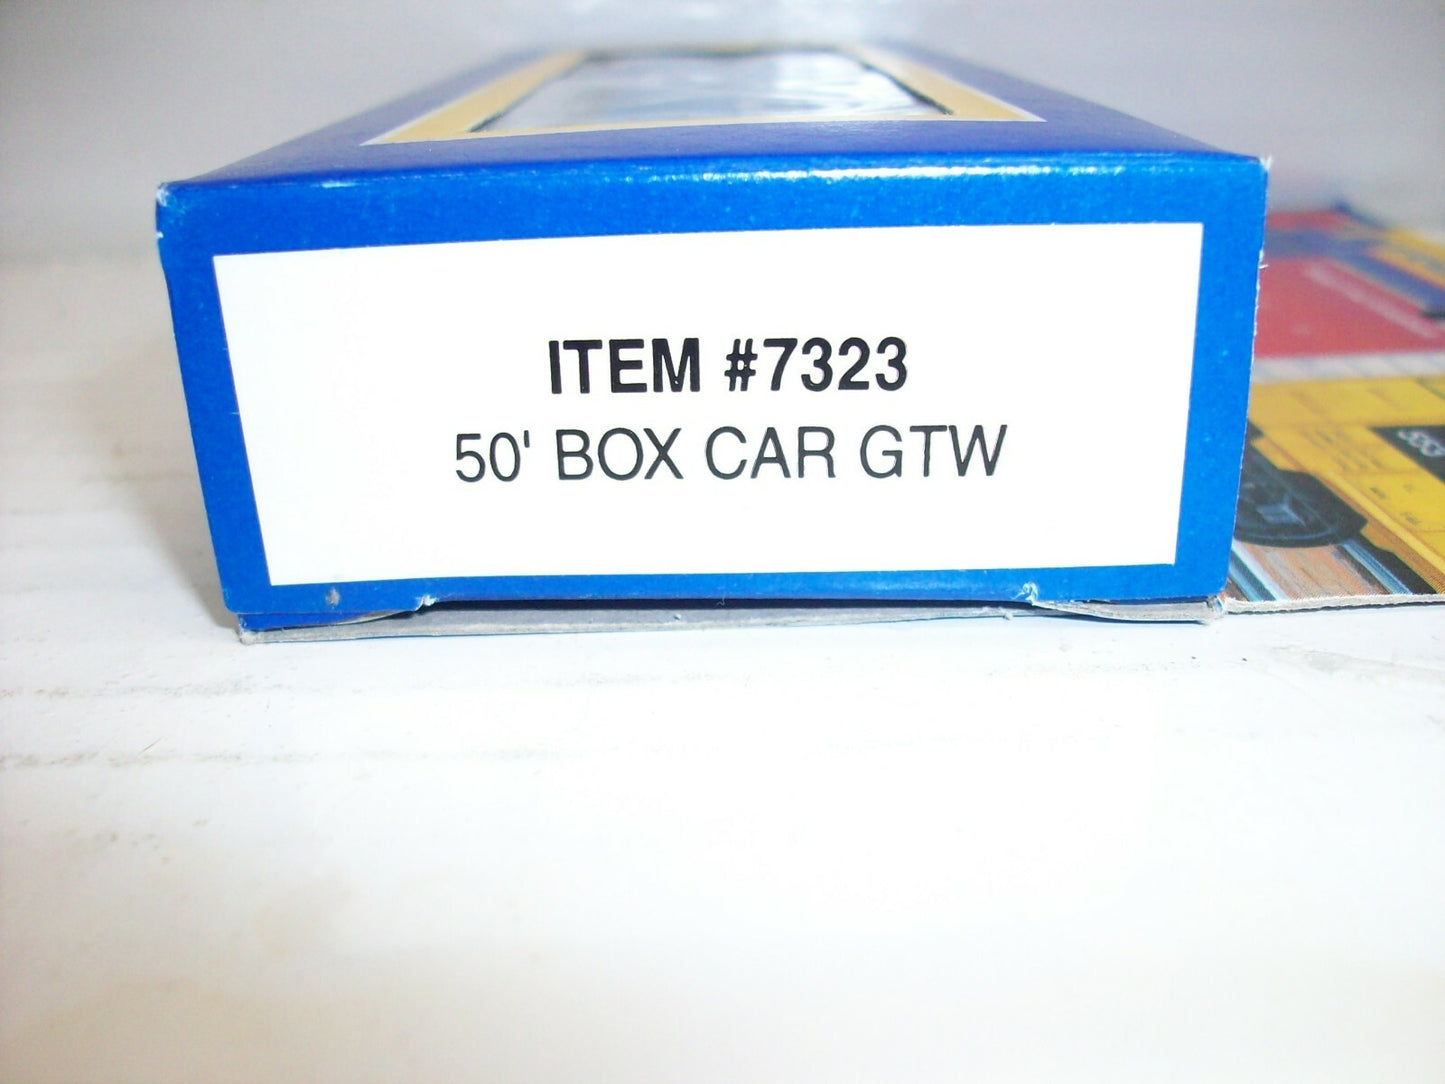 ITEM #7323
50' BOX CAR GTW